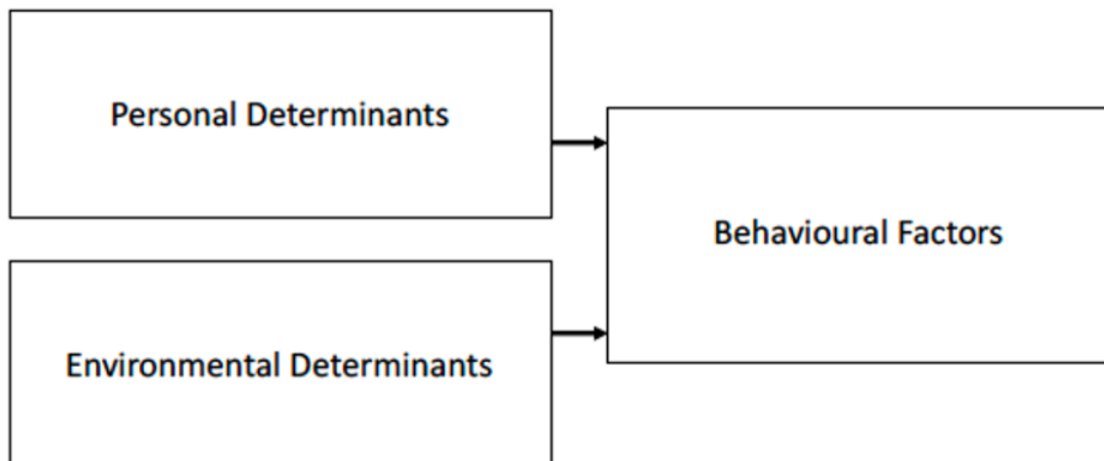 Personal Determinants
Behavioural Factors
Environmental Determinants